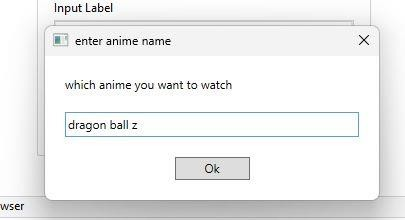 Input Label
enter anime name
which anime you want to watch
dragon ball z
Ok
wser